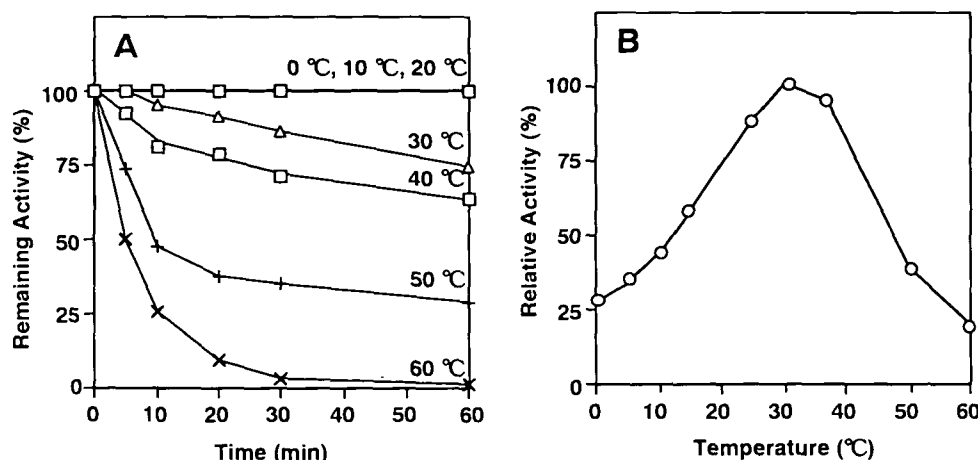 A
0 ℃, 10 ℃, 20 ℃
30 ℃
40 ℃
50 ℃
60 ℃
Remaining Activity (%)
100
75
50
25
0
0 10 20 30 40 50 60
Time (min)
B
Relative Activity (%)
100
75
50
25
0
0 10 20 30 40 50 60
Temperature (℃)